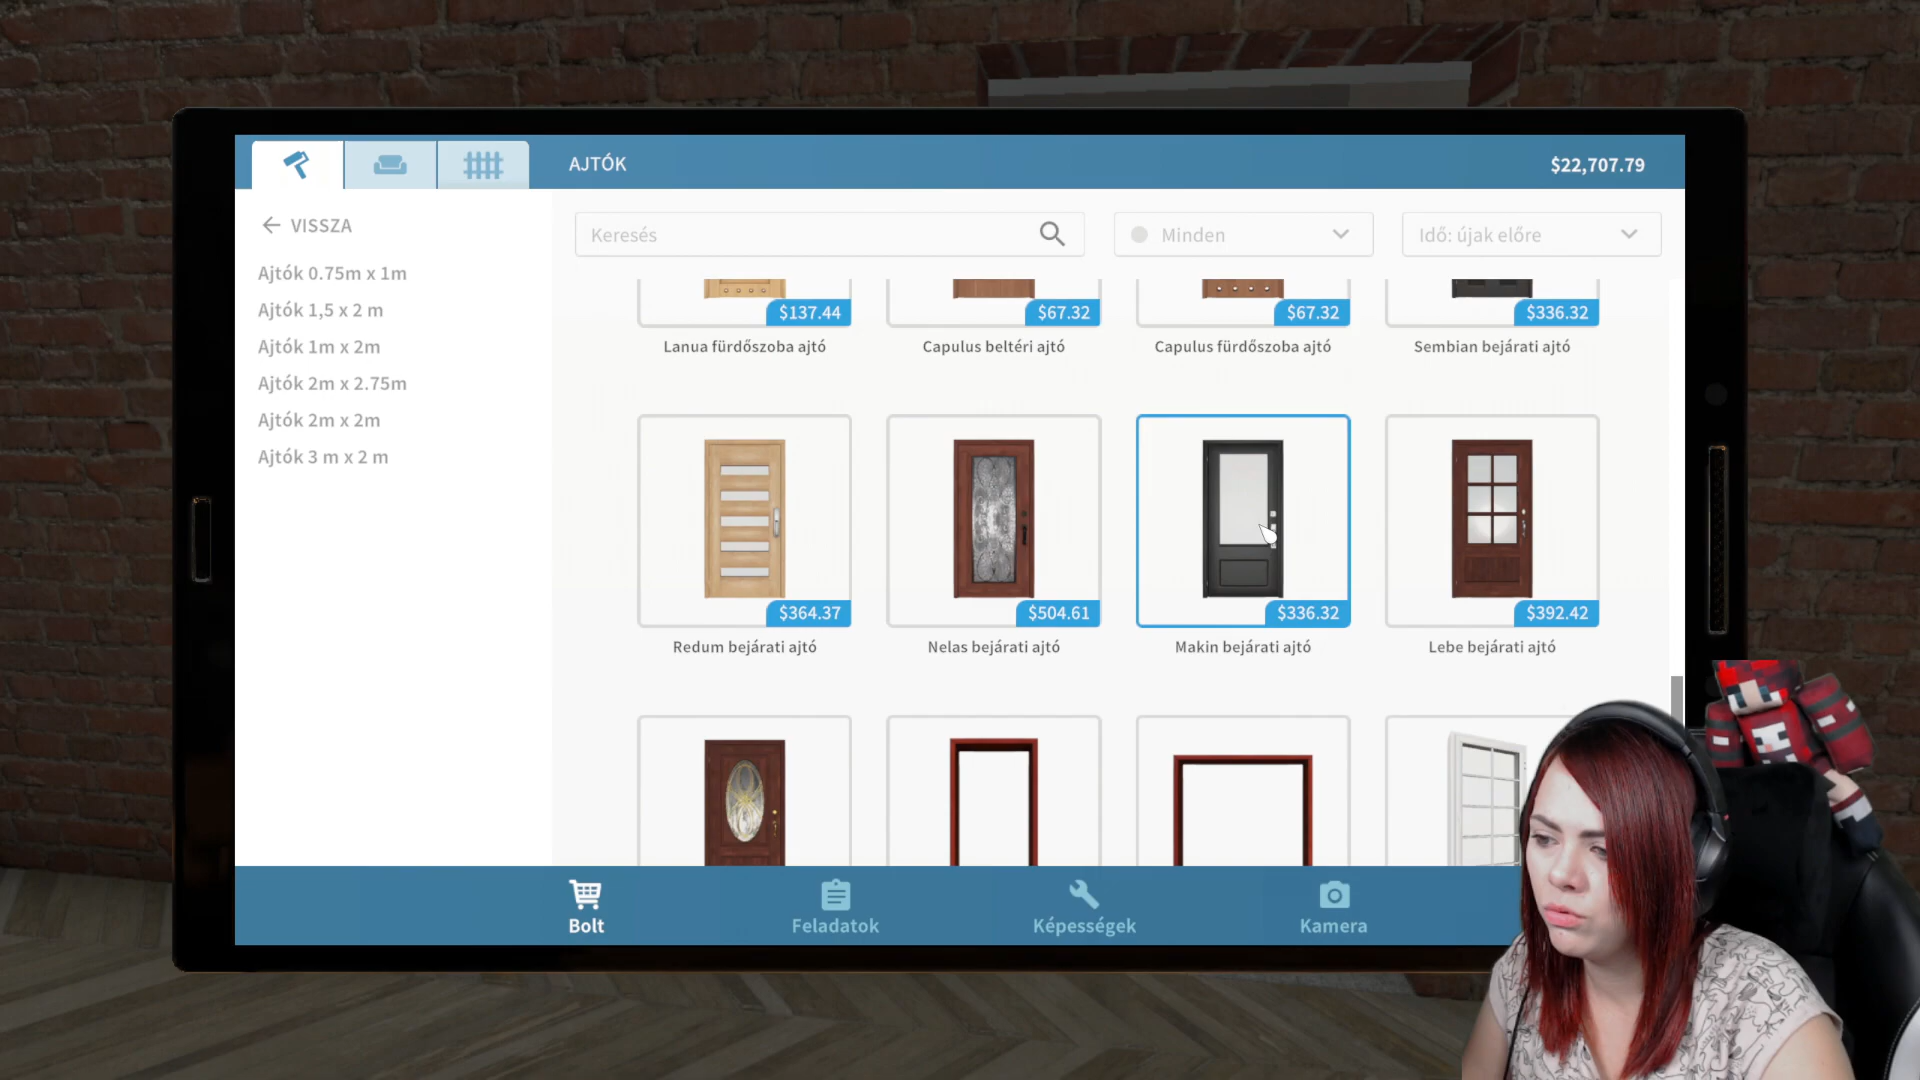 AJTÓK
$22,707.79
VISSZA
Keresés
Minden
Idő: újak előre
Ajtók 0.75m x 1m
Ajtók 1,5 x 2 m
Ajtók 1m x 2m
Ajtók 2m x 2.75m
Ajtók 2m x 2m
Ajtók 3 m x 2 m
$137.44
$67.32
$67.32
$336.32
Lanua fürdőszoba ajtó
Capulus beltéri ajtó
Capulus fürdőszoba ajtó
Sembian bejárati ajtó
$364.37
$504.61
$336.32
$392.42
Redum bejárati ajtó
Nelas bejárati ajtó
Makin bejárati ajtó
Lebe bejárati ajtó
Bolt
Feladatok
Képességek
Kamera